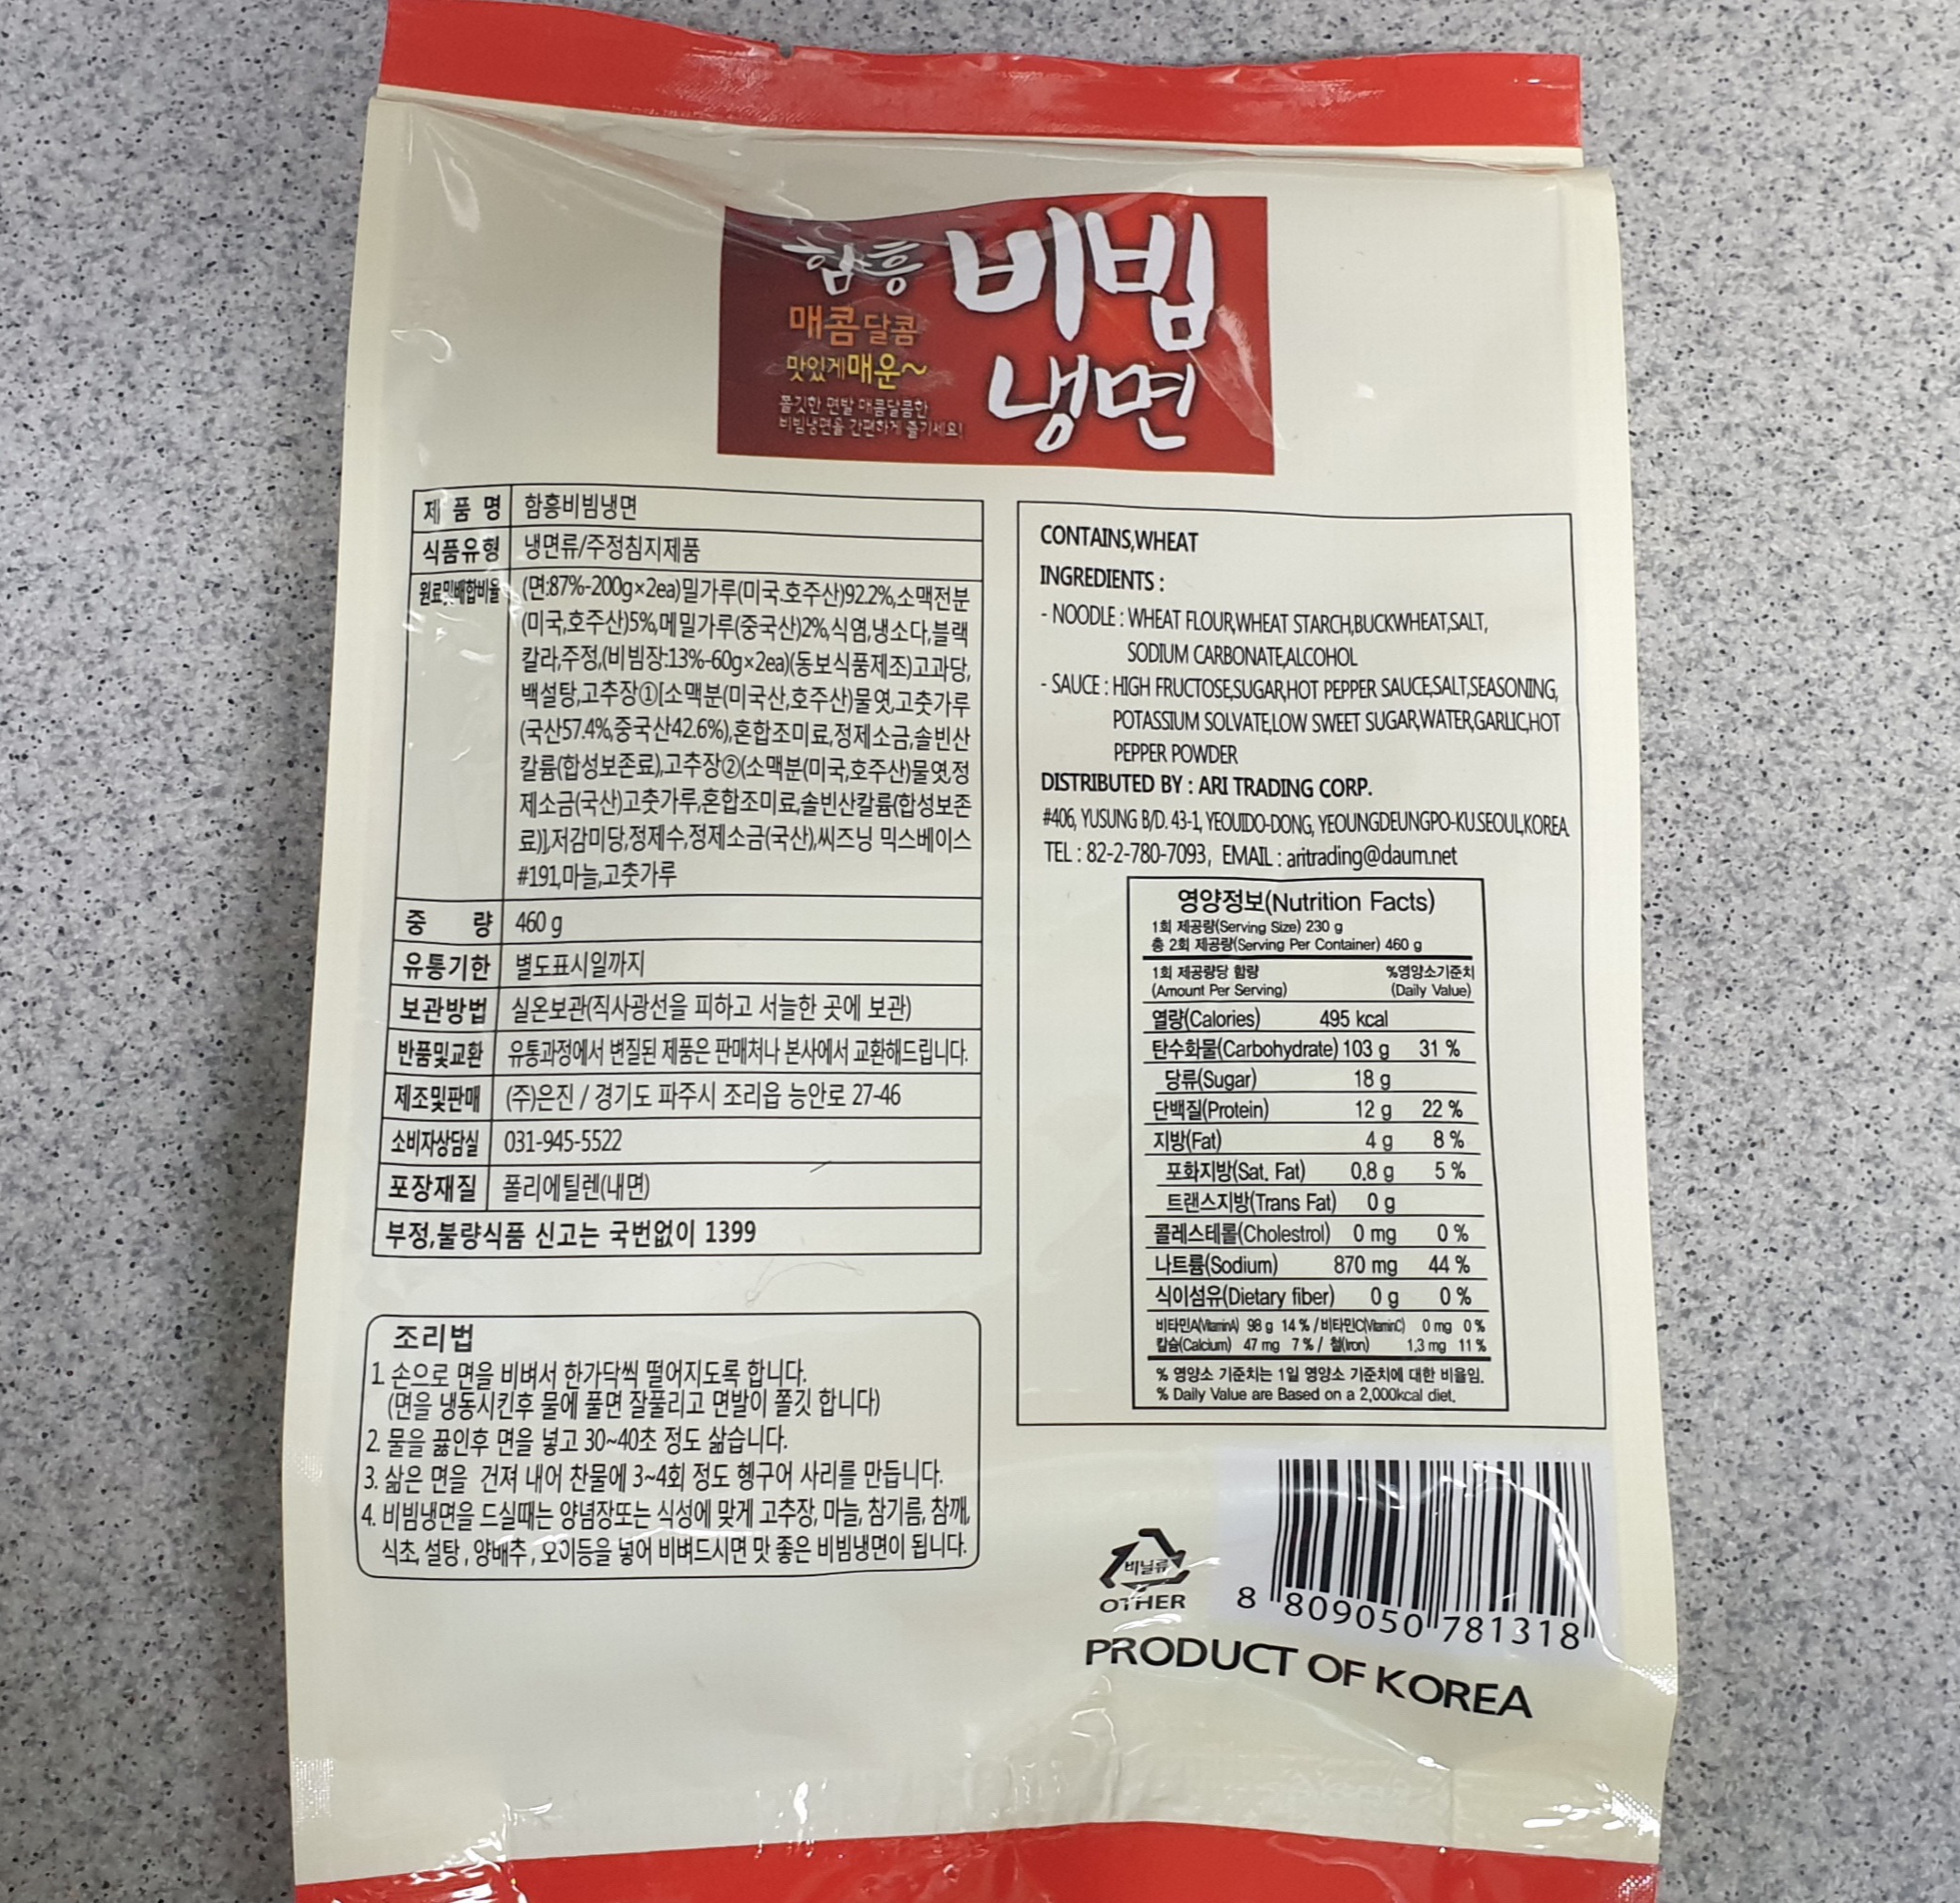 함흥 비빔
냉면
매콤달콤
맛있게매운~
쫄깃한 면발 매콤달콤한
비빔냉면을 간편하게 즐기세요!
제 품 명 함흥비빔냉면
식품유형 냉면류/주정침지제품
원료및배합비율 (면:87%-200g×2ea)밀가루(미국.호주산)92.2%,소맥전분
(미국,호주산)5%,메밀가루(중국산)2%,식염,냉소다,블랙
칼라,주정,(비빔장:13%-60g×2ea)(동보식품제조)고과당,
백설탕,고추장①[소맥분(미국산,호주산)물엿,고춧가루
(국산57.4%,중국산42.6%),혼합조미료,정제소금,솔빈산
칼륨(합성보존료),고추장②(소맥분(미국,호주산)물엿,정
제소금(국산)고춧가루,혼합조미료,솔빈산칼륨(합성보존
료)],저감미당,정제수,정제소금(국산),씨즈닝 믹스베이스
#191,마늘,고춧가루
중 량 460 g
유통기한 별도표시일까지
보관방법 실온보관(직사광선을 피하고 서늘한 곳에 보관)
반품및교환 유통과정에서 변질된 제품은 판매처나 본사에서 교환해드립니다.
제조및판매 (주)은진 / 경기도 파주시 조리읍 능안로 27-46
소비자상담실 031-945-5522
포장재질 폴리에틸렌(내면)
부정,불량식품 신고는 국번없이 1399
조리법
1. 손으로 면을 비벼서 한가닥씩 떨어지도록 합니다.
(면을 냉동시킨후 물에 풀면 잘풀리고 면발이 쫄깃 합니다)
2. 물을 끓인후 면을 넣고 30~40초 정도 삶습니다.
3. 삶은 면을 건져 내어 찬물에 3~4회 정도 헹구어 사리를 만듭니다.
4. 비빔냉면을 드실때는 양념장또는 식성에 맞게 고추장, 마늘, 참기름, 참깨,
식초, 설탕, 양배추, 오이등을 넣어 비벼드시면 맛 좋은 비빔냉면이 됩니다.
CONTAINS,WHEAT
INGREDIENTS :
- NOODLE : WHEAT FLOUR,WHEAT STARCH,BUCKWHEAT,SALT,
SODIUM CARBONATE,ALCOHOL
- SAUCE : HIGH FRUCTOSE,SUGAR,HOT PEPPER SAUCE,SALT,SEASONING,
POTASSIUM SOLVATE,LOW SWEET SUGAR,WATER,GARLIC,HOT
PEPPER POWDER
DISTRIBUTED BY : ARI TRADING CORP.
#406, YUSUNG B/D. 43-1, YEOUIDO-DONG, YEOUNGDEUNGPO-KU.SEOUL,KOREA
TEL : 82-2-780-7093, EMAIL : aritrading@daum.net
영양정보(Nutrition Facts)
1회 제공량(Serving Size) 230 g
총 2회 제공량(Serving Per Container) 460 g
1회 제공량당 함량 %영양소기준치
(Amount Per Serving) (Daily Value)
열량(Calories) 495 kcal
탄수화물(Carbohydrate) 103 g 31 %
당류(Sugar) 18 g
단백질(Protein) 12 g 22 %
지방(Fat) 4 g 8 %
포화지방(Sat. Fat) 0.8 g 5 %
트랜스지방(Trans Fat) 0 g
콜레스테롤(Cholestrol) 0 mg 0 %
나트륨(Sodium) 870 mg 44 %
식이섬유(Dietary fiber) 0 g 0 %
비타민A(VitaminA) 98 g 14 % / 비타민C(VitaminC) 0 mg 0 %
칼슘(Calcium) 47 mg 7 % / 철(Iron) 1.3 mg 11 %
% 영양소 기준치는 1일 영양소 기준치에 대한 비율임.
% Daily Value are Based on a 2,000kcal diet.
비닐류
OTHER
8 809050 781318
PRODUCT OF KOREA